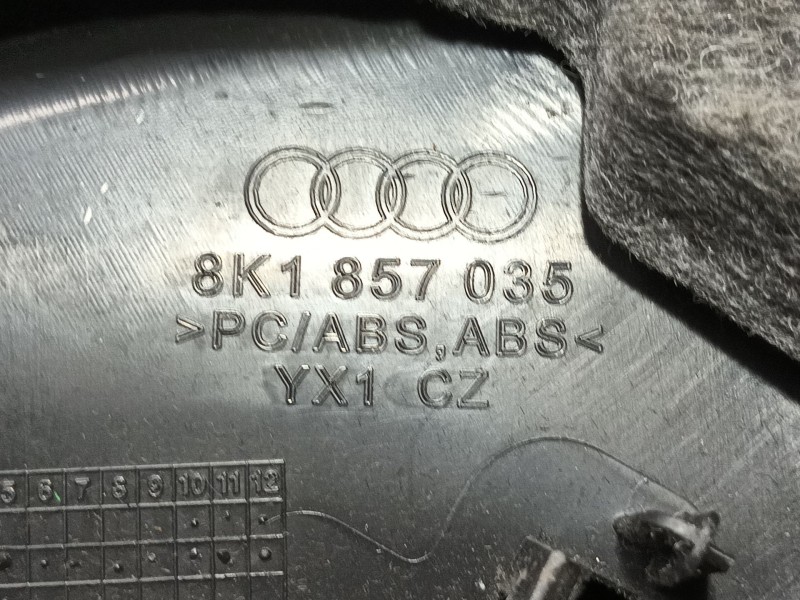 8K1 857 035
>PC/ABS,ABS<
YX1 CZ
5 6 7 8 9 10 11 12